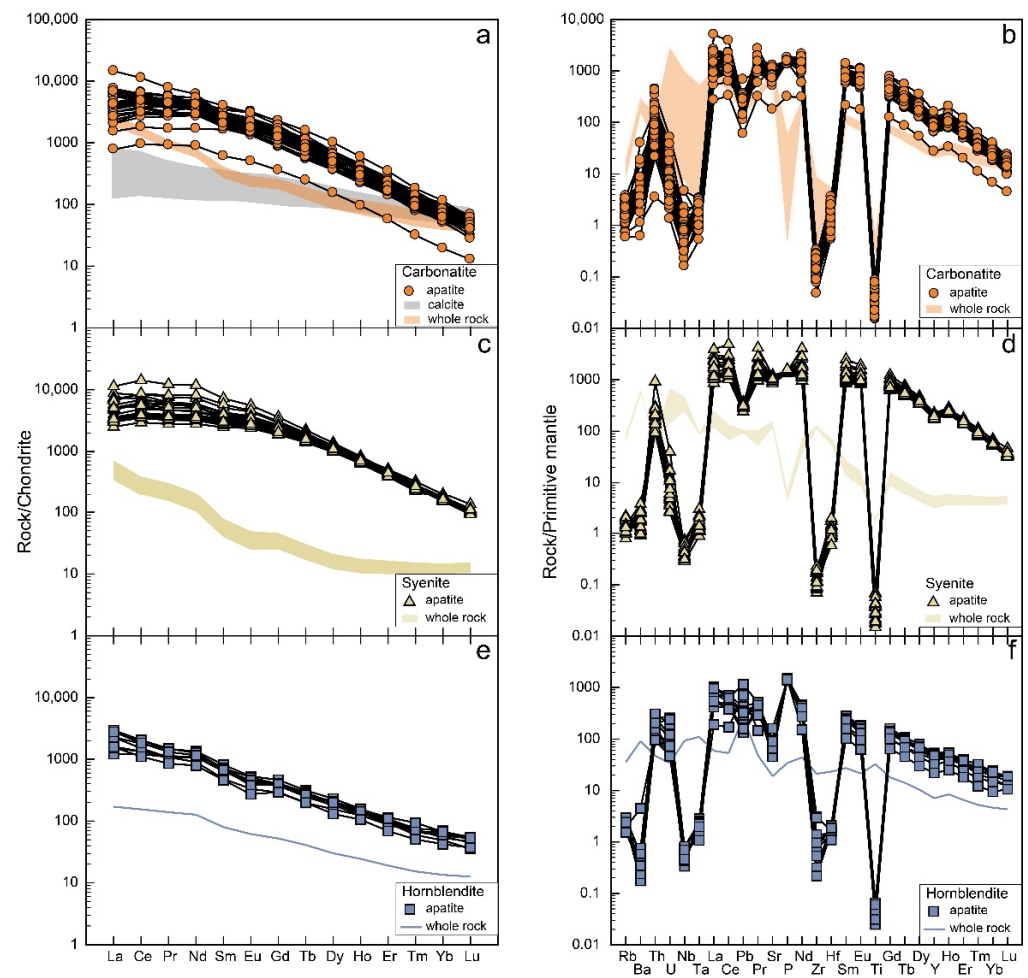 100,000
10,000
1000
100
10
1
a
Carbonatite
apatite
calcite
whole rock
10,000
1000
100
10
1
0.1
0.01
b
Carbonatite
apatite
whole rock
10,000
1000
100
10
1
c
Syenite
apatite
whole rock
1000
100
10
1
0.1
0.01
d
Syenite
apatite
whole rock
Rock/Chondrite
Rock/Primitive mantle
10,000
1000
100
10
1
e
Hornblendite
apatite
whole rock
La Ce Pr Nd Sm Eu Gd Tb Dy Ho Er Tm Yb Lu
1000
100
10
1
0.1
0.01
f
Hornblendite
apatite
whole rock
Rb Th Nb La Pb Sr Nd Hf Eu Gd Dy Ho Tm Lu
Ba U Ta Ce Pr P Zr Sm Ti Tb Y Er Yb